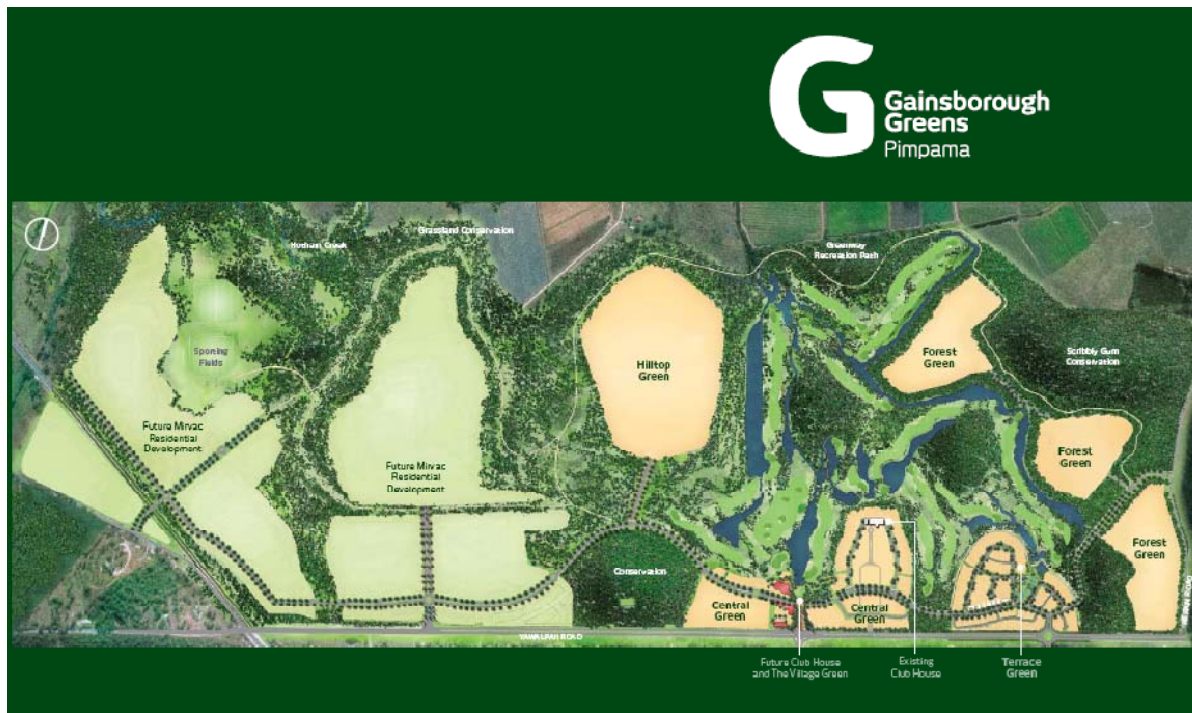 G
Gainsborough
Greens
Pimpama
Hotham Creek
Grassland Conservation
Greenway
Recreation Path
Sporting
Fields
Hilltop
Green
Forest
Green
Scribbly Gum
Conservation
Future Mirvac
Residential
Development
Future Mirvac
Residential
Development
Forest
Green
Forest
Green
Conservation
Central
Green
Central
Green
YAWALPAH ROAD
Future Club House
and The Village Green
Existing
Club House
Terrace
Green